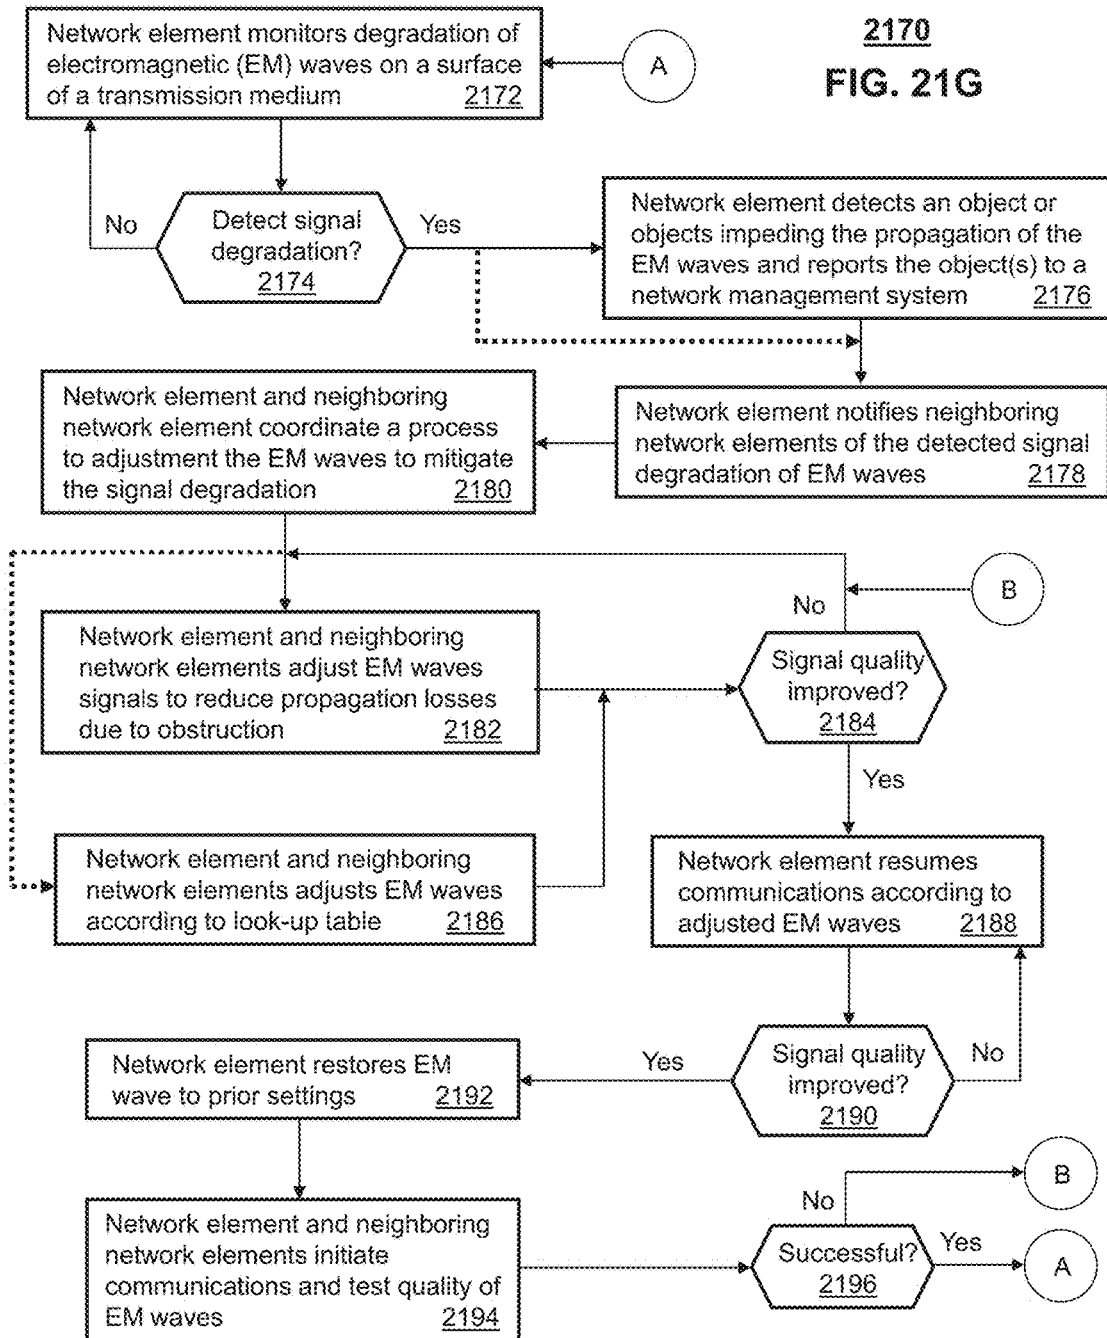 Network element monitors degradation of
electromagnetic (EM) waves on a surface
of a transmission medium 2172
A
2170
FIG. 21G
No
Detect signal
degradation?
2174
Yes
Network element detects an object or
objects impeding the propagation of the
EM waves and reports the object(s) to a
network management system 2176
Network element and neighboring
network element coordinate a process
to adjustment the EM waves to mitigate
the signal degradation 2180
Network element notifies neighboring
network elements of the detected signal
degradation of EM waves 2178
B
No
Network element and neighboring
network elements adjust EM waves
signals to reduce propagation losses
due to obstruction 2182
Signal quality
improved?
2184
Yes
Network element and neighboring
network elements adjusts EM waves
according to look-up table 2186
Network element resumes
communications according to
adjusted EM waves 2188
Network element restores EM
wave to prior settings 2192
Yes
Signal quality
improved?
2190
No
B
No
Network element and neighboring
network elements initiate
communications and test quality of
EM waves 2194
Successful?
2196
Yes
A